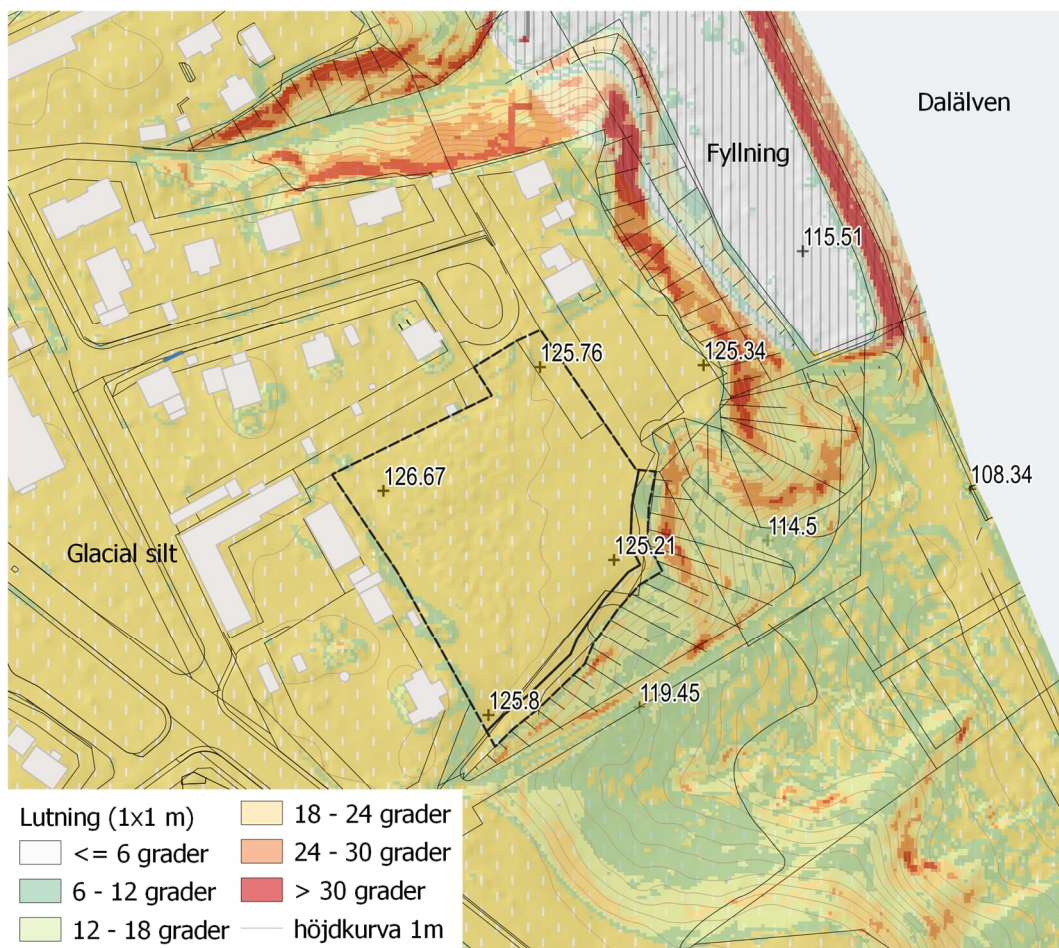 Dalälven
Fyllning
115.51
125.76
125.34
126.67
108.34
114.5
Glacial silt
125.21
119.45
125.8
Lutning (1x1 m)
<= 6 grader
6 - 12 grader
12 - 18 grader
18 - 24 grader
24 - 30 grader
> 30 grader
höjdkurva 1m